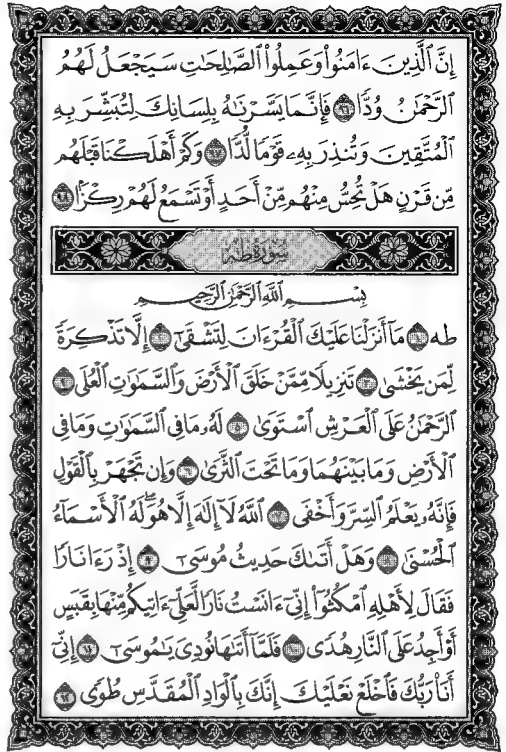 إِنَّ ٱلَّذِينَ ءَامَنُوا۟ وَعَمِلُوا۟ ٱلصَّـٰلِحَـٰتِ سَيَجْعَلُ لَهُمُ
ٱلرَّحْمَـٰنُ وُدًّا ٩٦ فَإِنَّمَا يَسَّرْنَـٰهُ بِلِسَانِكَ لِتُبَشِّرَ بِهِ
ٱلْمُتَّقِينَ وَتُنذِرَ بِهِۦ قَوْمًا لُّدًّا ٩٧ وَكَمْ أَهْلَكْنَا قَبْلَهُم
مِّن قَرْنٍ هَلْ تُحِسُّ مِنْهُم مِّنْ أَحَدٍ أَوْ تَسْمَعُ لَهُمْ رِكْزًۢا ٩٨
سُورَةُ طه
بِسْمِ ٱللَّهِ ٱلرَّحْمَـٰنِ ٱلرَّحِيمِ
طه ١ مَآ أَنزَلْنَا عَلَيْكَ ٱلْقُرْءَانَ لِتَشْقَىٰٓ ٢ إِلَّا تَذْكِرَةً
لِّمَن يَخْشَىٰ ٣ تَنزِيلًا مِّمَّنْ خَلَقَ ٱلْأَرْضَ وَٱلسَّمَـٰوَٰتِ ٱلْعُلَى ٤
ٱلرَّحْمَـٰنُ عَلَى ٱلْعَرْشِ ٱسْتَوَىٰ ٥ لَهُۥ مَا فِى ٱلسَّمَـٰوَٰتِ وَمَا فِى
ٱلْأَرْضِ وَمَا بَيْنَهُمَا وَمَا تَحْتَ ٱلثَّرَىٰ ٦ وَإِن تَجْهَرْ بِٱلْقَوْلِ
فَإِنَّهُۥ يَعْلَمُ ٱلسِّرَّ وَأَخْفَى ٧ ٱللَّهُ لَآ إِلَـٰهَ إِلَّا هُوَ ۖ لَهُ ٱلْأَسْمَآءُ
ٱلْحُسْنَىٰ ٨ وَهَلْ أَتَىٰكَ حَدِيثُ مُوسَىٰٓ ٩ إِذْ رَءَا نَارًا
فَقَالَ لِأَهْلِهِ ٱمْكُثُوٓا۟ إِنِّىٓ ءَانَسْتُ نَارًا لَّعَلِّىٓ ءَاتِيكُم مِّنْهَا بِقَبَسٍ
أَوْ أَجِدُ عَلَى ٱلنَّارِ هُدًى ١٠ فَلَمَّآ أَتَىٰهَا نُودِىَ يَـٰمُوسَىٰٓ ١١ إِنِّىٓ
أَنَا۠ رَبُّكَ فَٱخْلَعْ نَعْلَيْكَ ۖ إِنَّكَ بِٱلْوَادِ ٱلْمُقَدَّسِ طُوًى ١٢